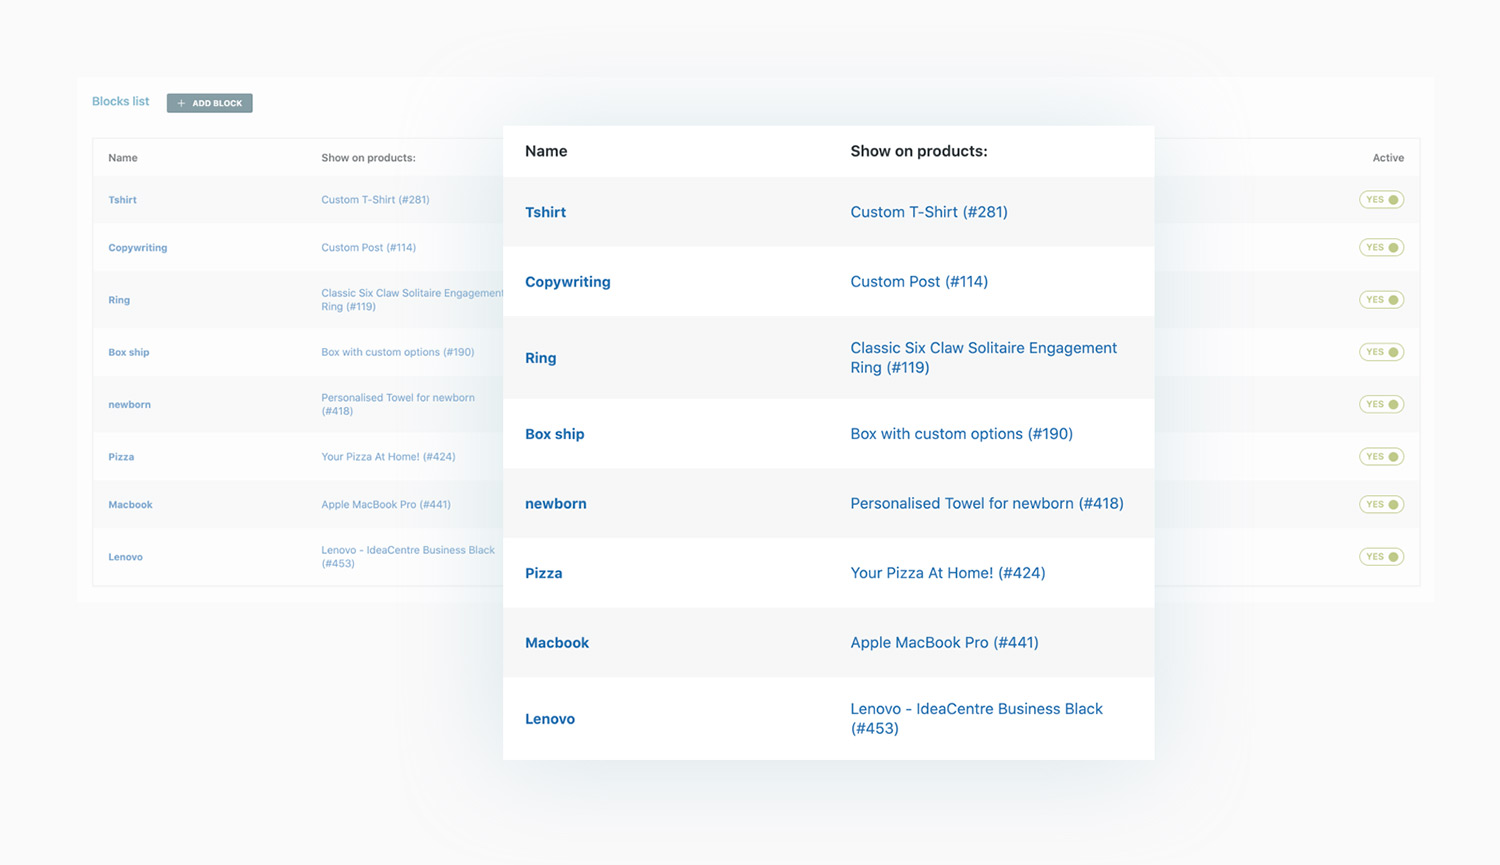 Blocks list
+ ADD BLOCK
Name Show on products: Active
Tshirt Custom T-Shirt (#281) YES
Copywriting Custom Post (#114) YES
Ring Classic Six Claw Solitaire Engagement
Ring (#119) YES
Box ship Box with custom options (#190) YES
newborn Personalised Towel for newborn
(#418) YES
Pizza Your Pizza At Home! (#424) YES
Macbook Apple MacBook Pro (#441) YES
Lenovo Lenovo - IdeaCentre Business Black
(#453) YES
Name Show on products:
Tshirt Custom T-Shirt (#281)
Copywriting Custom Post (#114)
Ring Classic Six Claw Solitaire Engagement
Ring (#119)
Box ship Box with custom options (#190)
newborn Personalised Towel for newborn (#418)
Pizza Your Pizza At Home! (#424)
Macbook Apple MacBook Pro (#441)
Lenovo Lenovo - IdeaCentre Business Black
(#453)